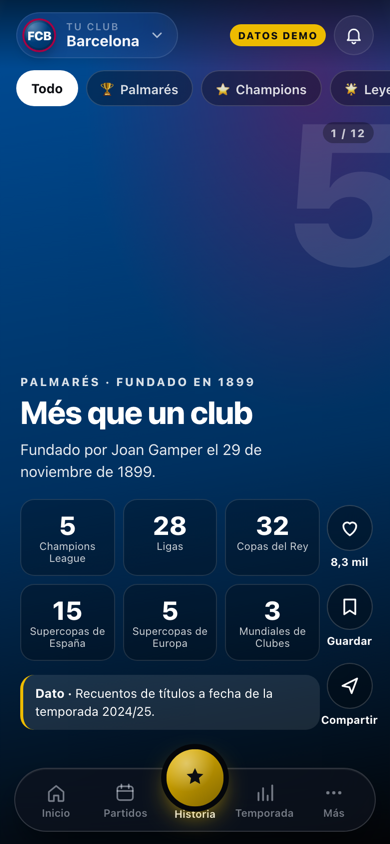 FCB
TU CLUB
Barcelona
DATOS DEMO
Todo
Palmarés
Champions
Leye
1 / 12
5
PALMARÉS · FUNDADO EN 1899
Més que un club
Fundado por Joan Gamper el 29 de
noviembre de 1899.
5
Champions
League
28
Ligas
32
Copas del Rey
8,3 mil
15
Supercopas de
España
5
Supercopas de
Europa
3
Mundiales de
Clubes
Guardar
Dato · Recuentos de títulos a fecha de la
temporada 2024/25.
Compartir
Inicio
Partidos
Historia
Temporada
Más